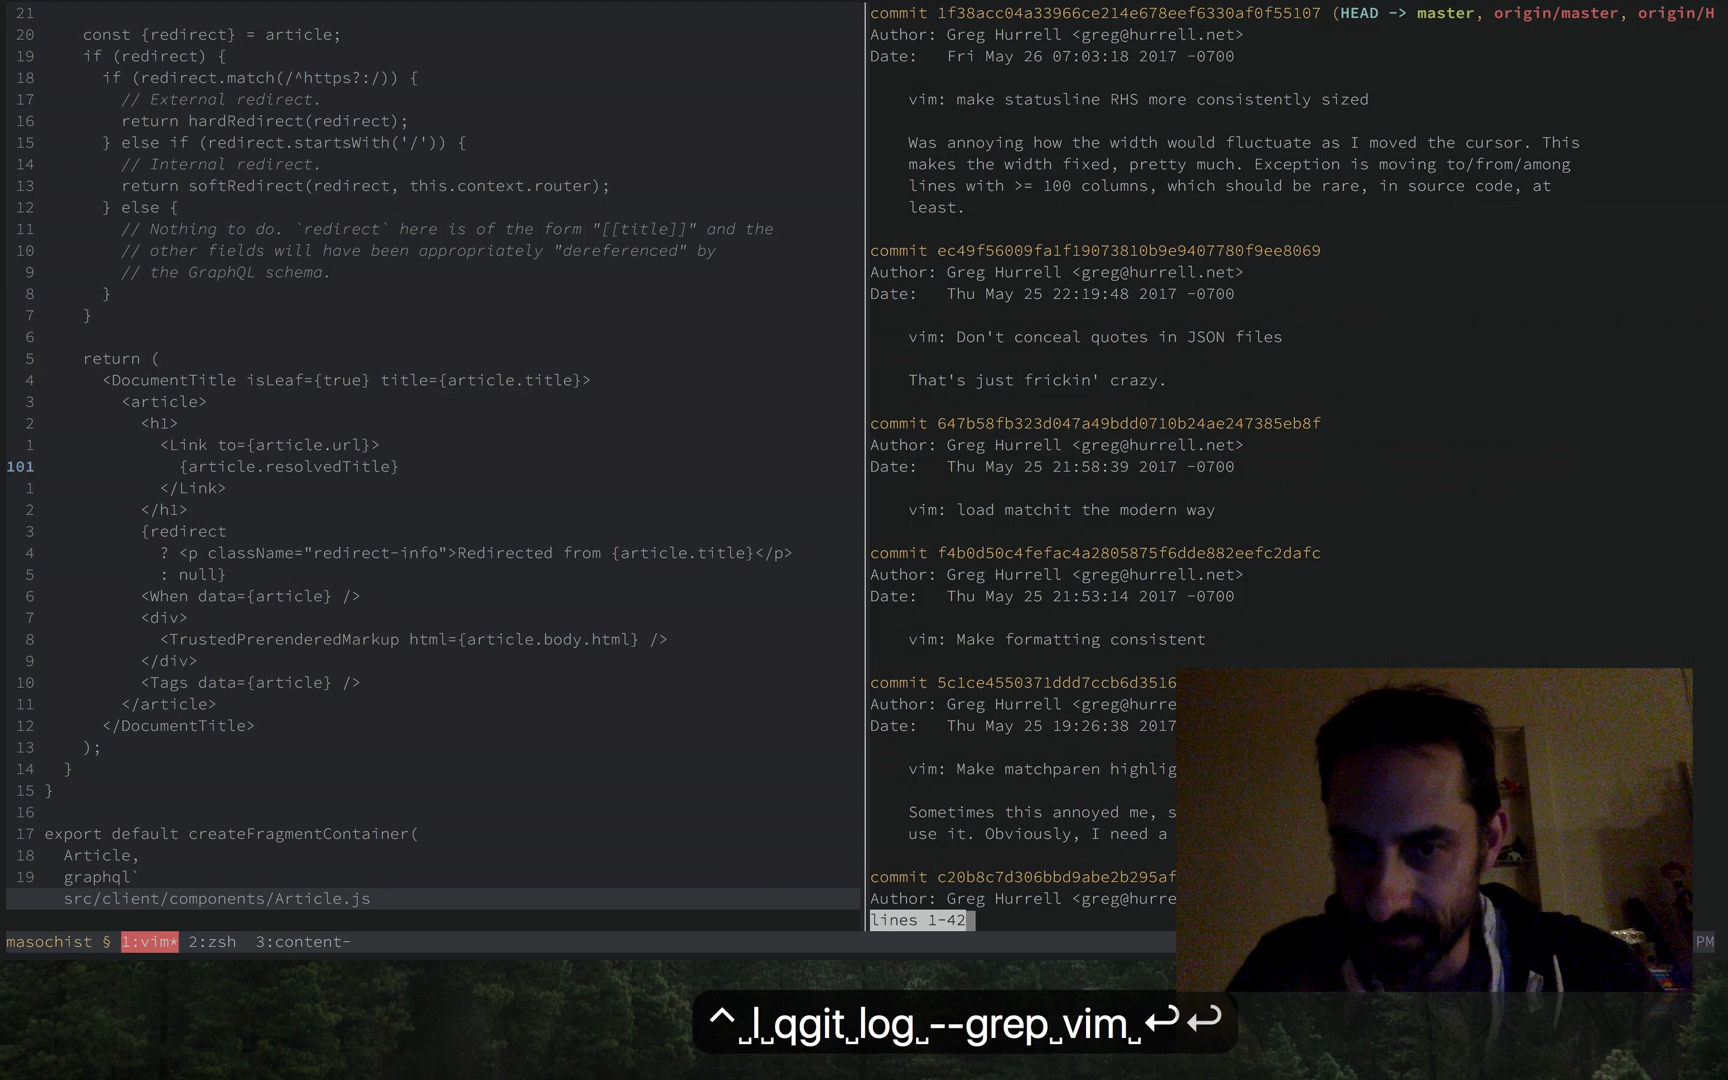 21
20     const {redirect} = article;
19     if (redirect) {
18       if (redirect.match(/^https?:/)) {
17         // External redirect.
16         return hardRedirect(redirect);
15       } else if (redirect.startsWith('/')) {
14         // Internal redirect.
13         return softRedirect(redirect, this.context.router);
12       } else {
11         // Nothing to do. `redirect` here is of the form "[[title]]" and the
10         // other fields will have been appropriately "dereferenced" by
9         // the GraphQL schema.
8       }
7     }
6
5     return (
4       <DocumentTitle isLeaf={true} title={article.title}>
3         <article>
2           <h1>
1             <Link to={article.url}>
101               {article.resolvedTitle}
1             </Link>
2           </h1>
3           {redirect
4             ? <p className="redirect-info">Redirected from {article.title}</p>
5             : null}
6           <When data={article} />
7           <div>
8             <TrustedPrerenderedMarkup html={article.body.html} />
9           </div>
10           <Tags data={article} />
11         </article>
12       </DocumentTitle>
13     );
14   }
15 }
16
17 export default createFragmentContainer(
18   Article,
19   graphql`
src/client/components/Article.js
commit 1f38acc04a33966ce214e678eef6330af0f55107 (HEAD -> master, origin/master, origin/H
Author: Greg Hurrell <greg@hurrell.net>
Date:   Fri May 26 07:03:18 2017 -0700
vim: make statusline RHS more consistently sized
Was annoying how the width would fluctuate as I moved the cursor. This
makes the width fixed, pretty much. Exception is moving to/from/among
lines with >= 100 columns, which should be rare, in source code, at
least.
commit ec49f56009fa1f19073810b9e9407780f9ee8069
Author: Greg Hurrell <greg@hurrell.net>
Date:   Thu May 25 22:19:48 2017 -0700
vim: Don't conceal quotes in JSON files
That's just frickin' crazy.
commit 647b58fb323d047a49bdd0710b24ae247385eb8f
Author: Greg Hurrell <greg@hurrell.net>
Date:   Thu May 25 21:58:39 2017 -0700
vim: load matchit the modern way
commit f4b0d50c4fefac4a2805875f6dde882eefc2dafc
Author: Greg Hurrell <greg@hurrell.net>
Date:   Thu May 25 21:53:14 2017 -0700
vim: Make formatting consistent
commit 5c1ce4550371ddd7ccb6d3516
Author: Greg Hurrell <greg@hurre
Date:   Thu May 25 19:26:38 2017
vim: Make matchparen highlig
Sometimes this annoyed me, s
use it. Obviously, I need a
commit c20b8c7d306bbd9abe2b295af
Author: Greg Hurrell <greg@hurre
lines 1-42
masochist § 1:vim* 2:zsh  3:content-
PM
^␣l␣qgit␣log␣--grep␣vim␣↩↩